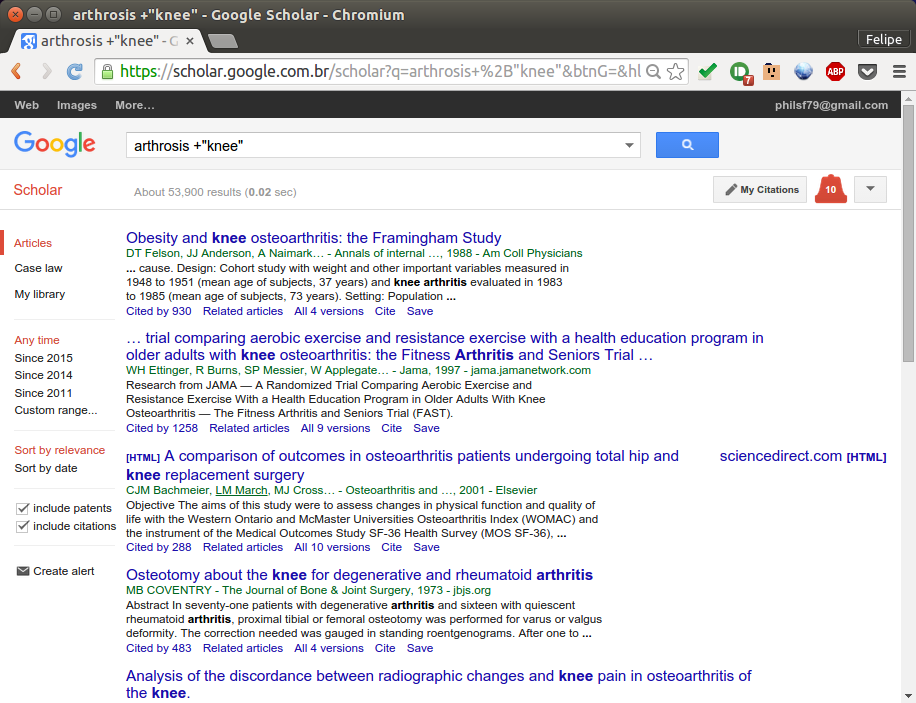 arthrosis +"knee" - Google Scholar - Chromium
arthrosis +"knee" - G
Felipe
https://scholar.google.com.br/scholar?q=arthrosis+%2B"knee"&btnG=&hl
7
ABP
Web Images More…
philsf79@gmail.com
Google
arthrosis +"knee"
Scholar
About 53,900 results (0.02 sec)
My Citations
10
Articles
Case law
My library
Any time
Since 2015
Since 2014
Since 2011
Custom range...
Sort by relevance
Sort by date
include patents
include citations
Create alert
Obesity and knee osteoarthritis: the Framingham Study
DT Felson, JJ Anderson, A Naimark… - Annals of internal …, 1988 - Am Coll Physicians
... cause. Design: Cohort study with weight and other important variables measured in
1948 to 1951 (mean age of subjects, 37 years) and knee arthritis evaluated in 1983
to 1985 (mean age of subjects, 73 years). Setting: Population ...
Cited by 930 Related articles All 4 versions Cite Save
… trial comparing aerobic exercise and resistance exercise with a health education program in
older adults with knee osteoarthritis: the Fitness Arthritis and Seniors Trial …
WH Ettinger, R Burns, SP Messier, W Applegate… - Jama, 1997 - jama.jamanetwork.com
Research from JAMA — A Randomized Trial Comparing Aerobic Exercise and
Resistance Exercise With a Health Education Program in Older Adults With Knee
Osteoarthritis — The Fitness Arthritis and Seniors Trial (FAST).
Cited by 1258 Related articles All 9 versions Cite Save
[HTML] A comparison of outcomes in osteoarthritis patients undergoing total hip and
knee replacement surgery
sciencedirect.com [HTML]
CJM Bachmeier, LM March, MJ Cross… - Osteoarthritis and …, 2001 - Elsevier
Objective The aims of this study were to assess changes in physical function and quality of
life with the Western Ontario and McMaster Universities Osteoarthritis Index (WOMAC) and
the instrument of the Medical Outcomes Study SF-36 Health Survey (MOS SF-36), ...
Cited by 288 Related articles All 10 versions Cite Save
Osteotomy about the knee for degenerative and rheumatoid arthritis
MB COVENTRY - The Journal of Bone & Joint Surgery, 1973 - jbjs.org
Abstract In seventy-one patients with degenerative arthritis and sixteen with quiescent
rheumatoid arthritis, proximal tibial or femoral osteotomy was performed for varus or valgus
deformity. The correction needed was gauged in standing roentgenograms. After one to ...
Cited by 483 Related articles All 4 versions Cite Save
Analysis of the discordance between radiographic changes and knee pain in osteoarthritis of
the knee.